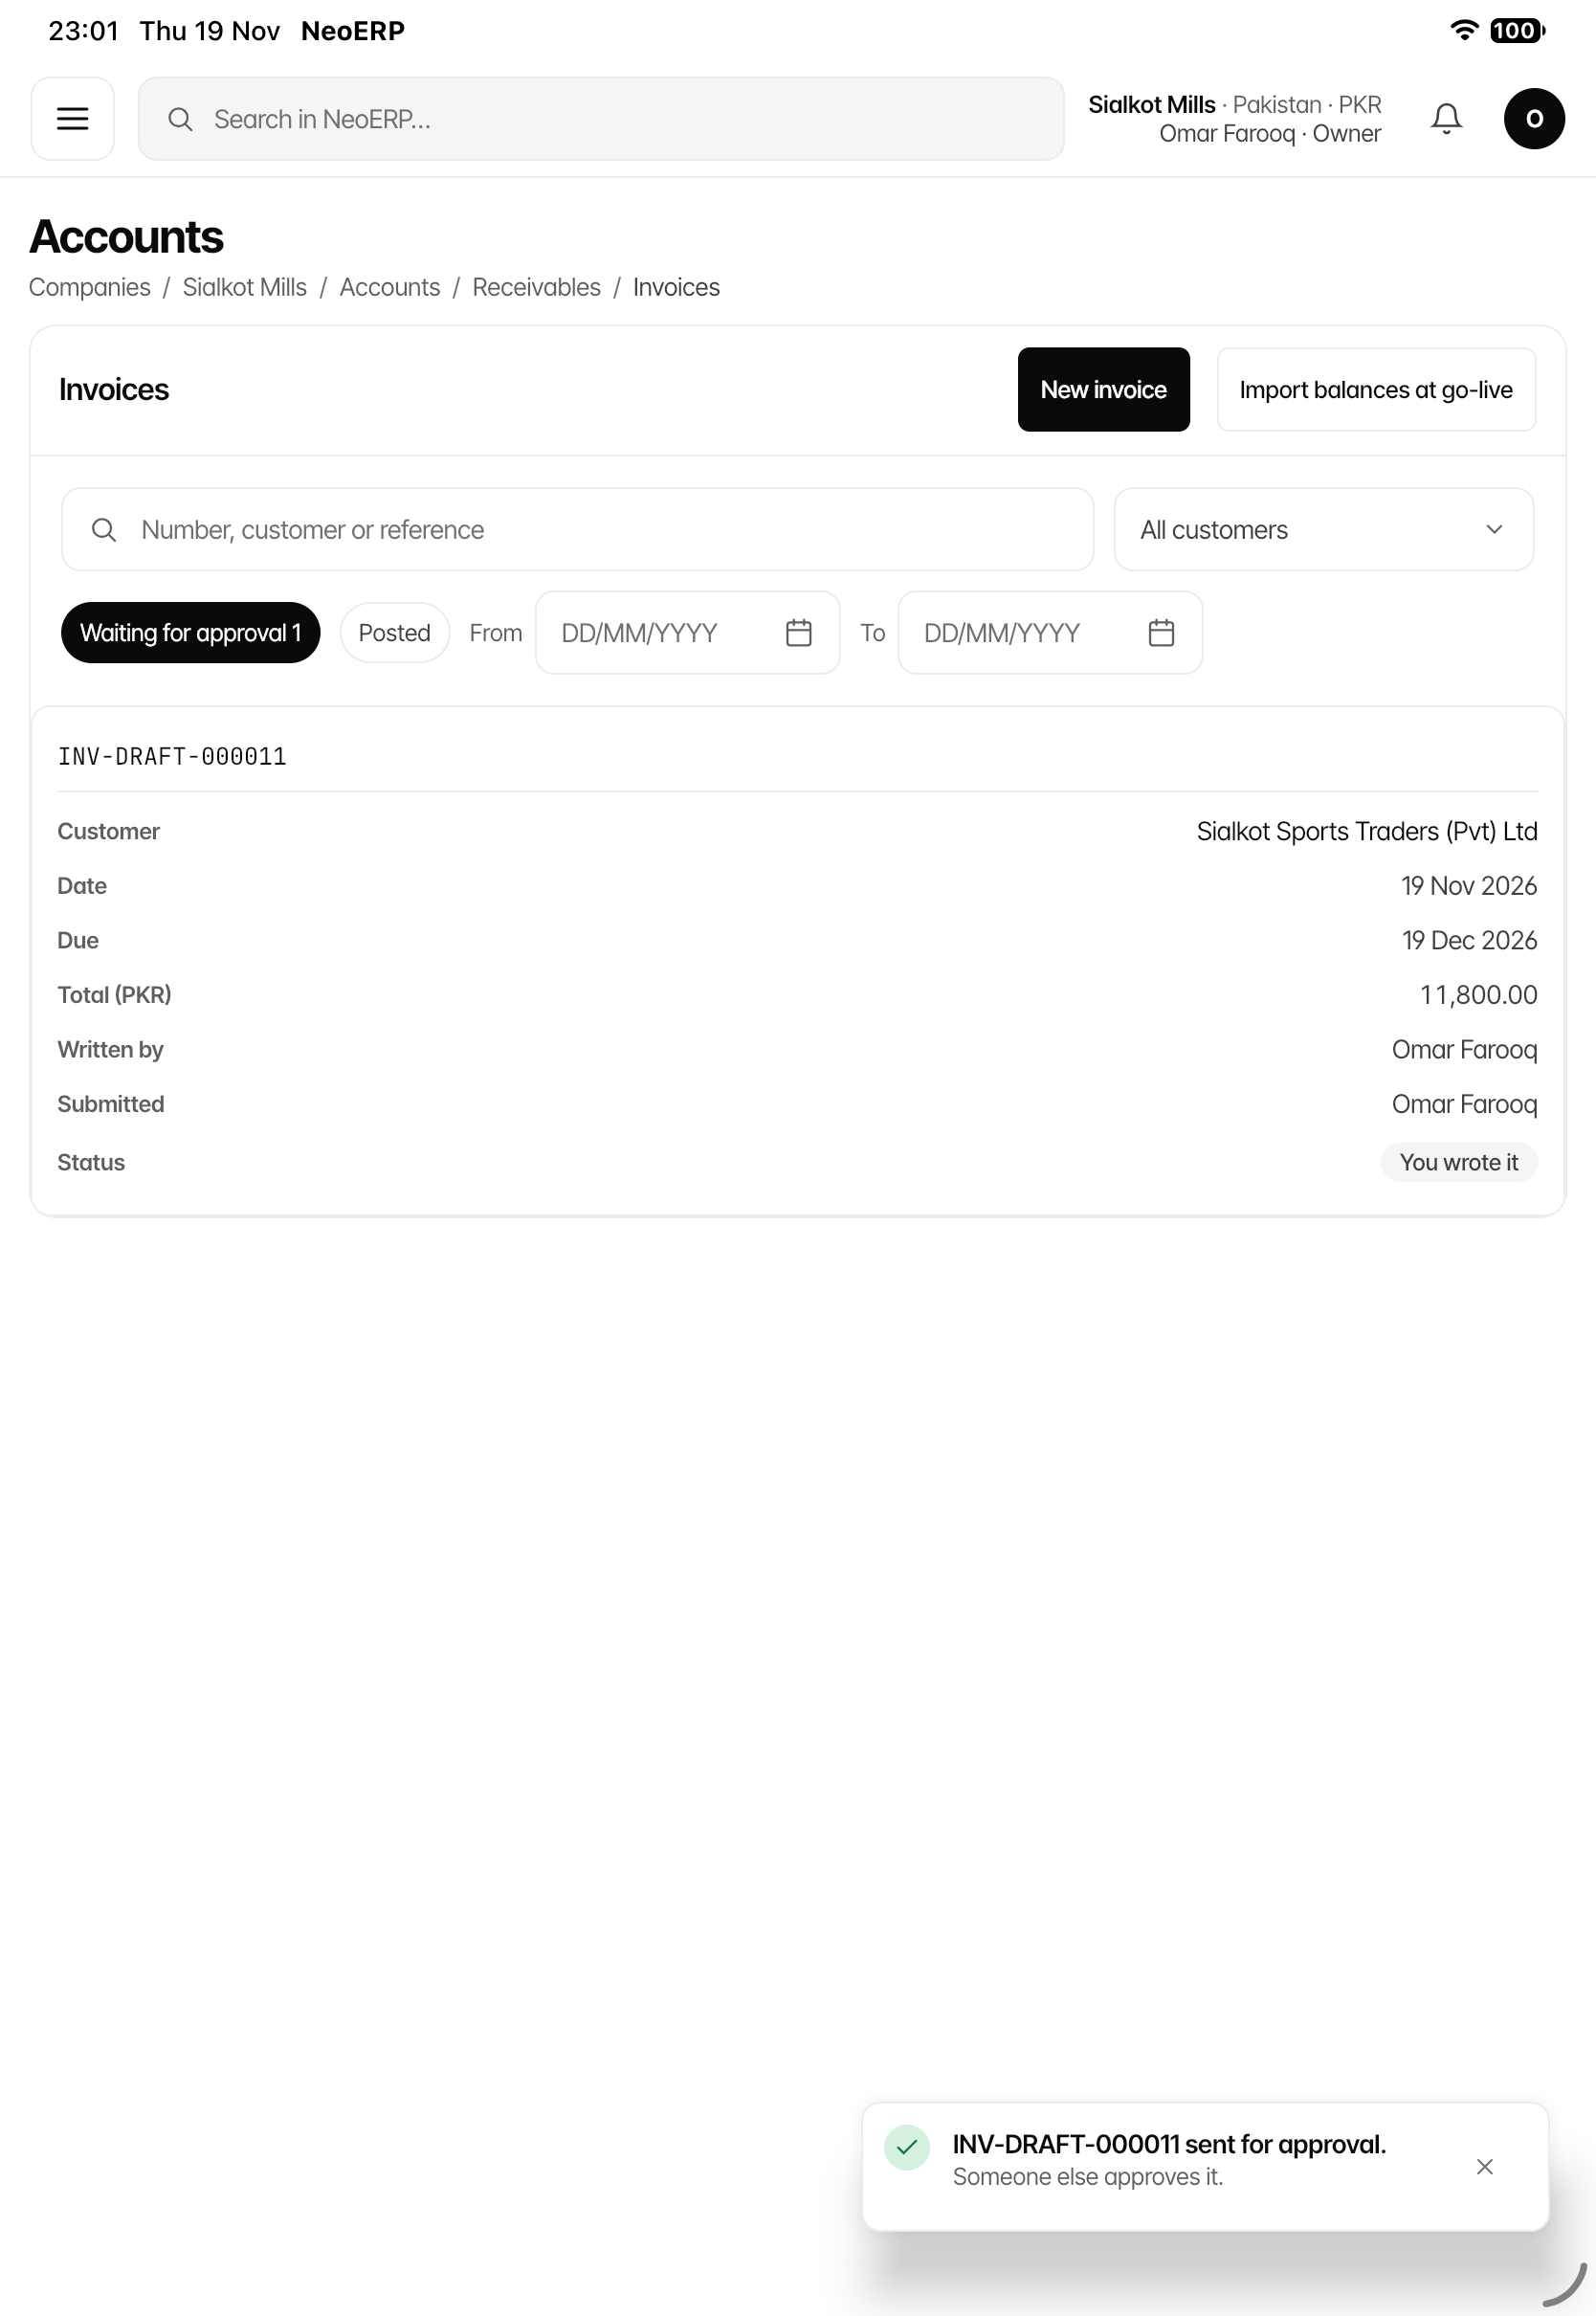 23:01 Thu 19 Nov NeoERP
100
Search in NeoERP...
Sialkot Mills · Pakistan · PKR
Omar Farooq · Owner
O
Accounts
Companies / Sialkot Mills / Accounts / Receivables / Invoices
Invoices
New invoice
Import balances at go-live
Number, customer or reference
All customers
Waiting for approval 1
Posted
From
DD/MM/YYYY
To
DD/MM/YYYY
INV-DRAFT-000011
Customer Sialkot Sports Traders (Pvt) Ltd
Date 19 Nov 2026
Due 19 Dec 2026
Total (PKR) 11,800.00
Written by Omar Farooq
Submitted Omar Farooq
Status You wrote it
INV-DRAFT-000011 sent for approval.
Someone else approves it.